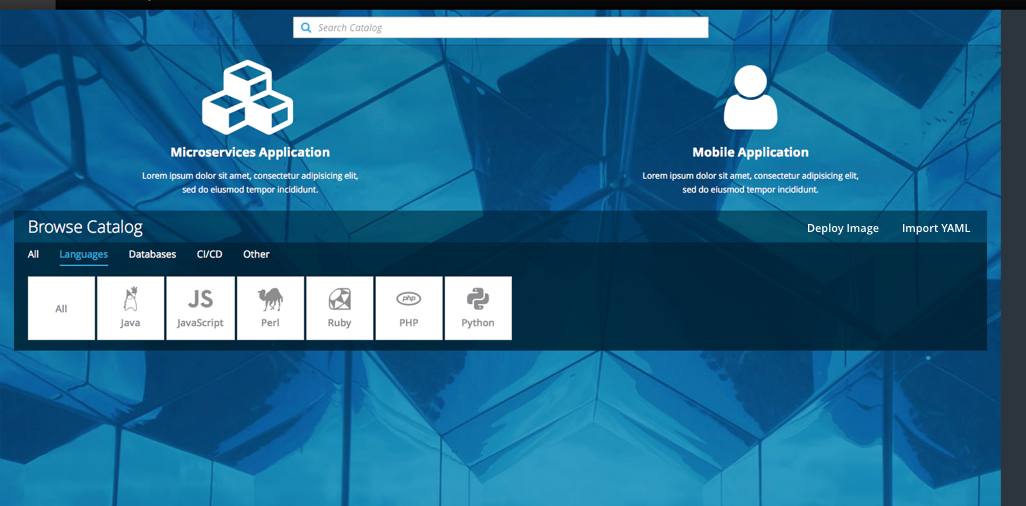 Search Catalog
Microservices Application
Lorem ipsum dolor sit amet, consectetur adipisicing elit,
sed do eiusmod tempor incididunt.
Mobile Application
Lorem ipsum dolor sit amet, consectetur adipisicing elit,
sed do eiusmod tempor incididunt.
Browse Catalog
Deploy Image
Import YAML
All
Languages
Databases
CI/CD
Other
All
Java
JS
JavaScript
Perl
Ruby
php
PHP
Python